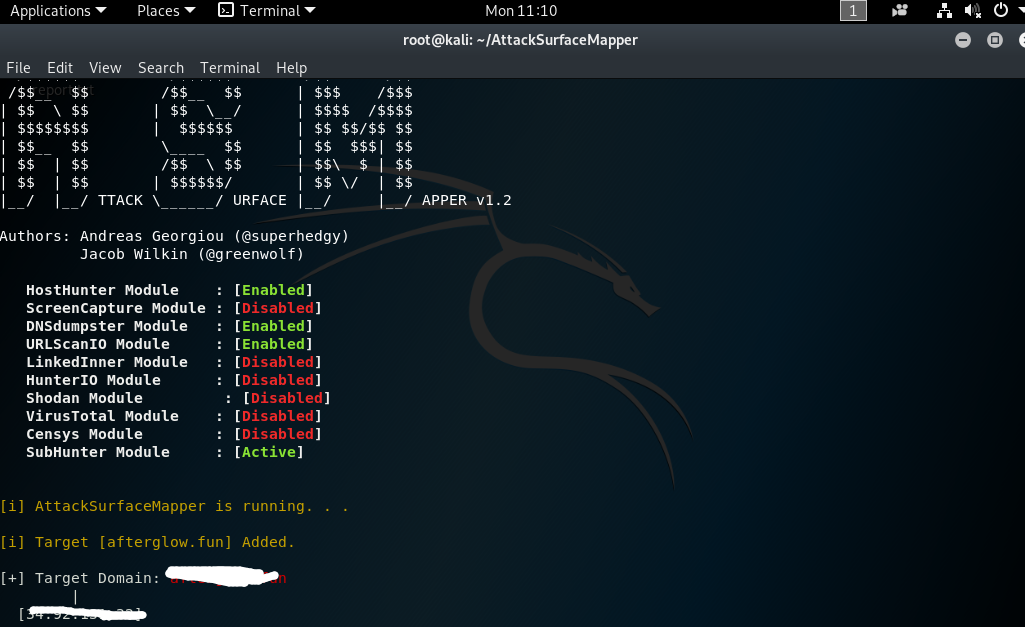 Applications Places Terminal Mon 11:10 1
root@kali: ~/AttackSurfaceMapper
File Edit View Search Terminal Help
/$$__  $$        /$$__  $$      | $$$    /$$$
| $$  \ $$       | $$  \__/      | $$$$  /$$$$
| $$$$$$$$       |  $$$$$$       | $$ $$/$$ $$
| $$__  $$        \____  $$      | $$  $$$| $$
| $$  | $$        /$$  \ $$      | $$\  $ | $$
| $$  | $$       | $$$$$$/       | $$ \/  | $$
|__/  |__/ TTACK \______/ URFACE |__/     |__/ APPER v1.2
Authors: Andreas Georgiou (@superhedgy)
Jacob Wilkin (@greenwolf)
HostHunter Module : [Enabled]
ScreenCapture Module : [Disabled]
DNSdumpster Module : [Enabled]
URLScanIO Module : [Enabled]
LinkedInner Module : [Disabled]
HunterIO Module : [Disabled]
Shodan Module : [Disabled]
VirusTotal Module : [Disabled]
Censys Module : [Disabled]
SubHunter Module : [Active]
[i] AttackSurfaceMapper is running. . .
[i] Target [afterglow.fun] Added.
[+] Target Domain:
|